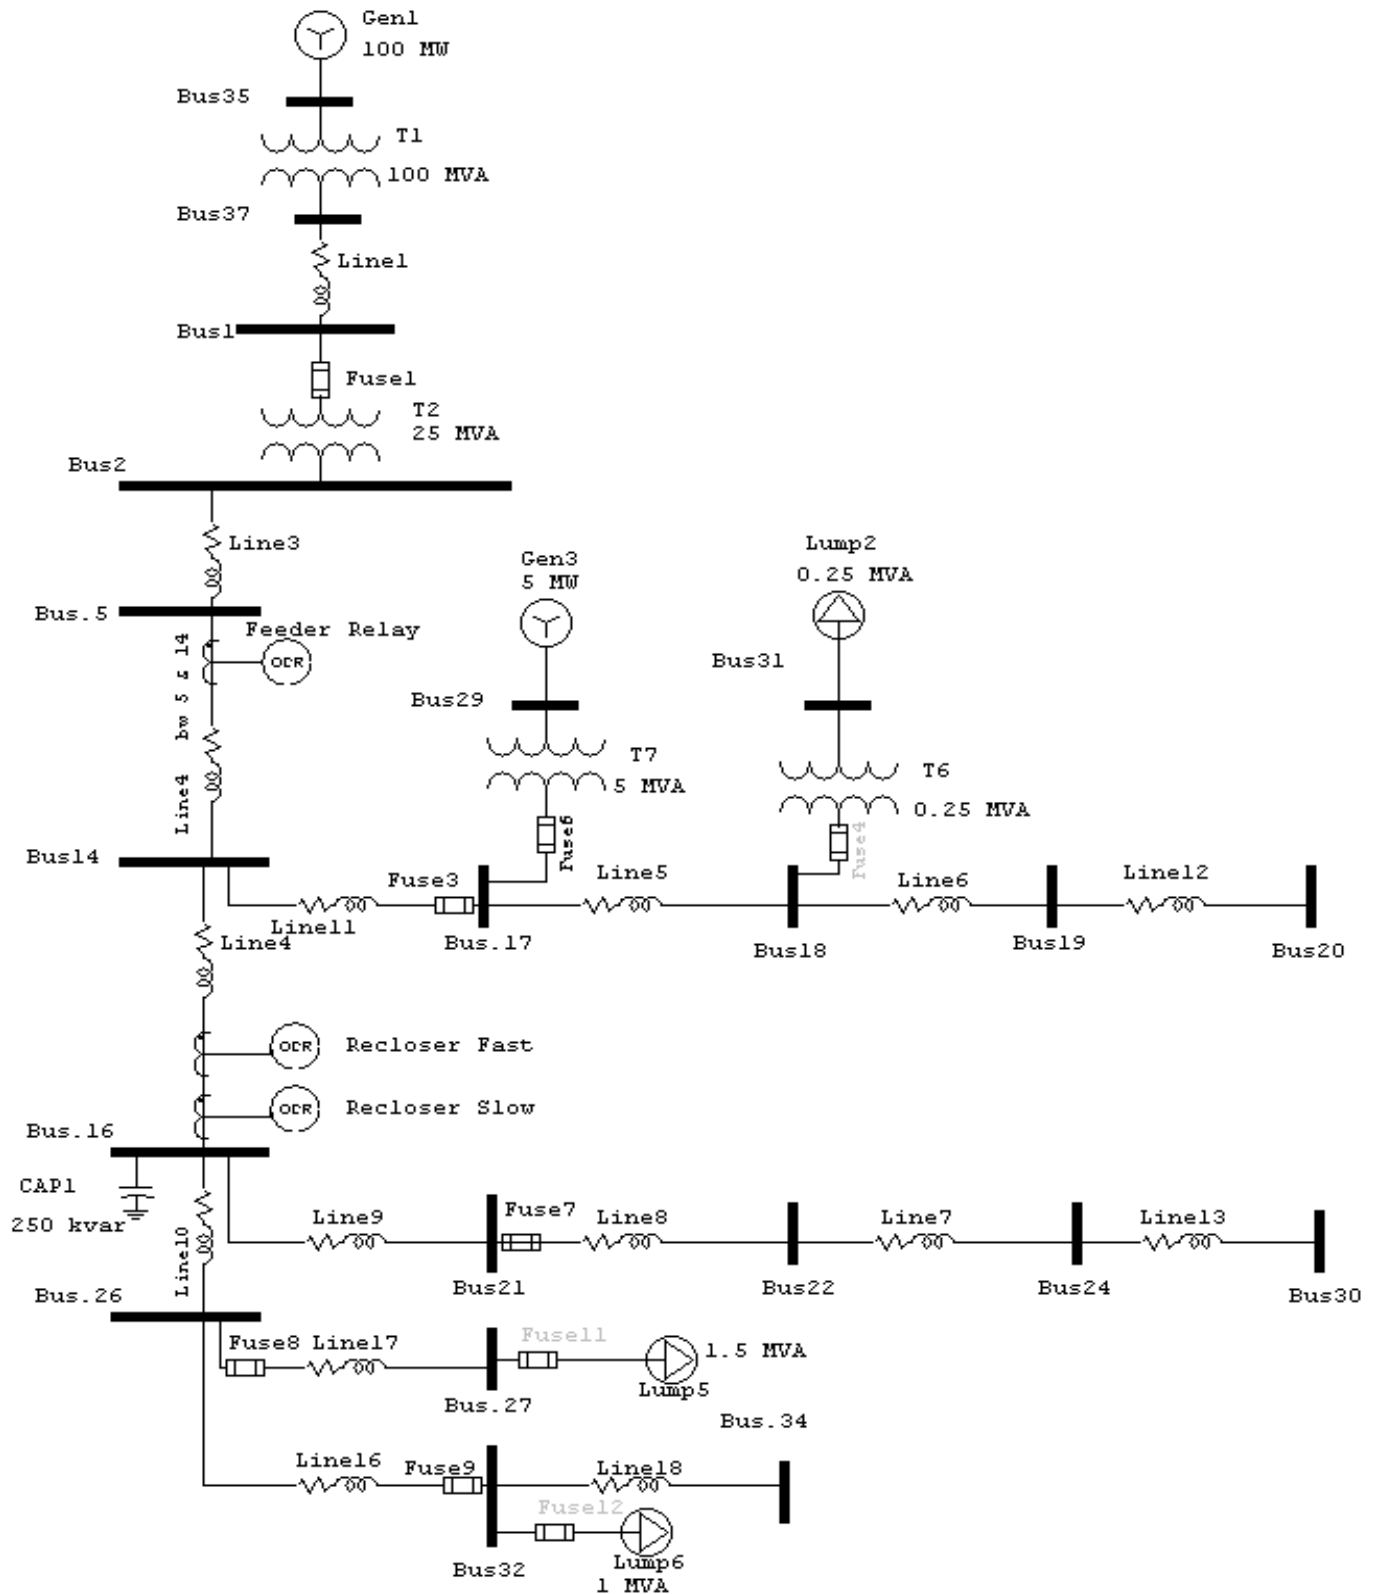 Gen1
100 MW
Bus35
T1
100 MVA
Bus37
Line1
Bus1
Fuse1
T2
25 MVA
Bus2
Line3
Gen3
5 MW
Lump2
0.25 MVA
Bus.5
Feeder Relay
OCR
Line4 bw 5 & 14
Bus31
Bus29
T7
5 MVA
T6
0.25 MVA
Fuse6
Fuse4
Bus14
Fuse3
Line5
Line6
Line12
Line11
Line4
Bus.17
Bus18
Bus19
Bus20
OCR
Recloser Fast
OCR
Recloser Slow
Bus.16
CAP1
250 kvar
Line10
Line9
Fuse7
Line8
Line7
Line13
Bus21
Bus22
Bus24
Bus30
Bus.26
Fuse8
Line17
Fuse11
1.5 MVA
Lump5
Bus.27
Bus.34
Line16
Fuse9
Line18
Fuse12
Bus32
Lump6
1 MVA